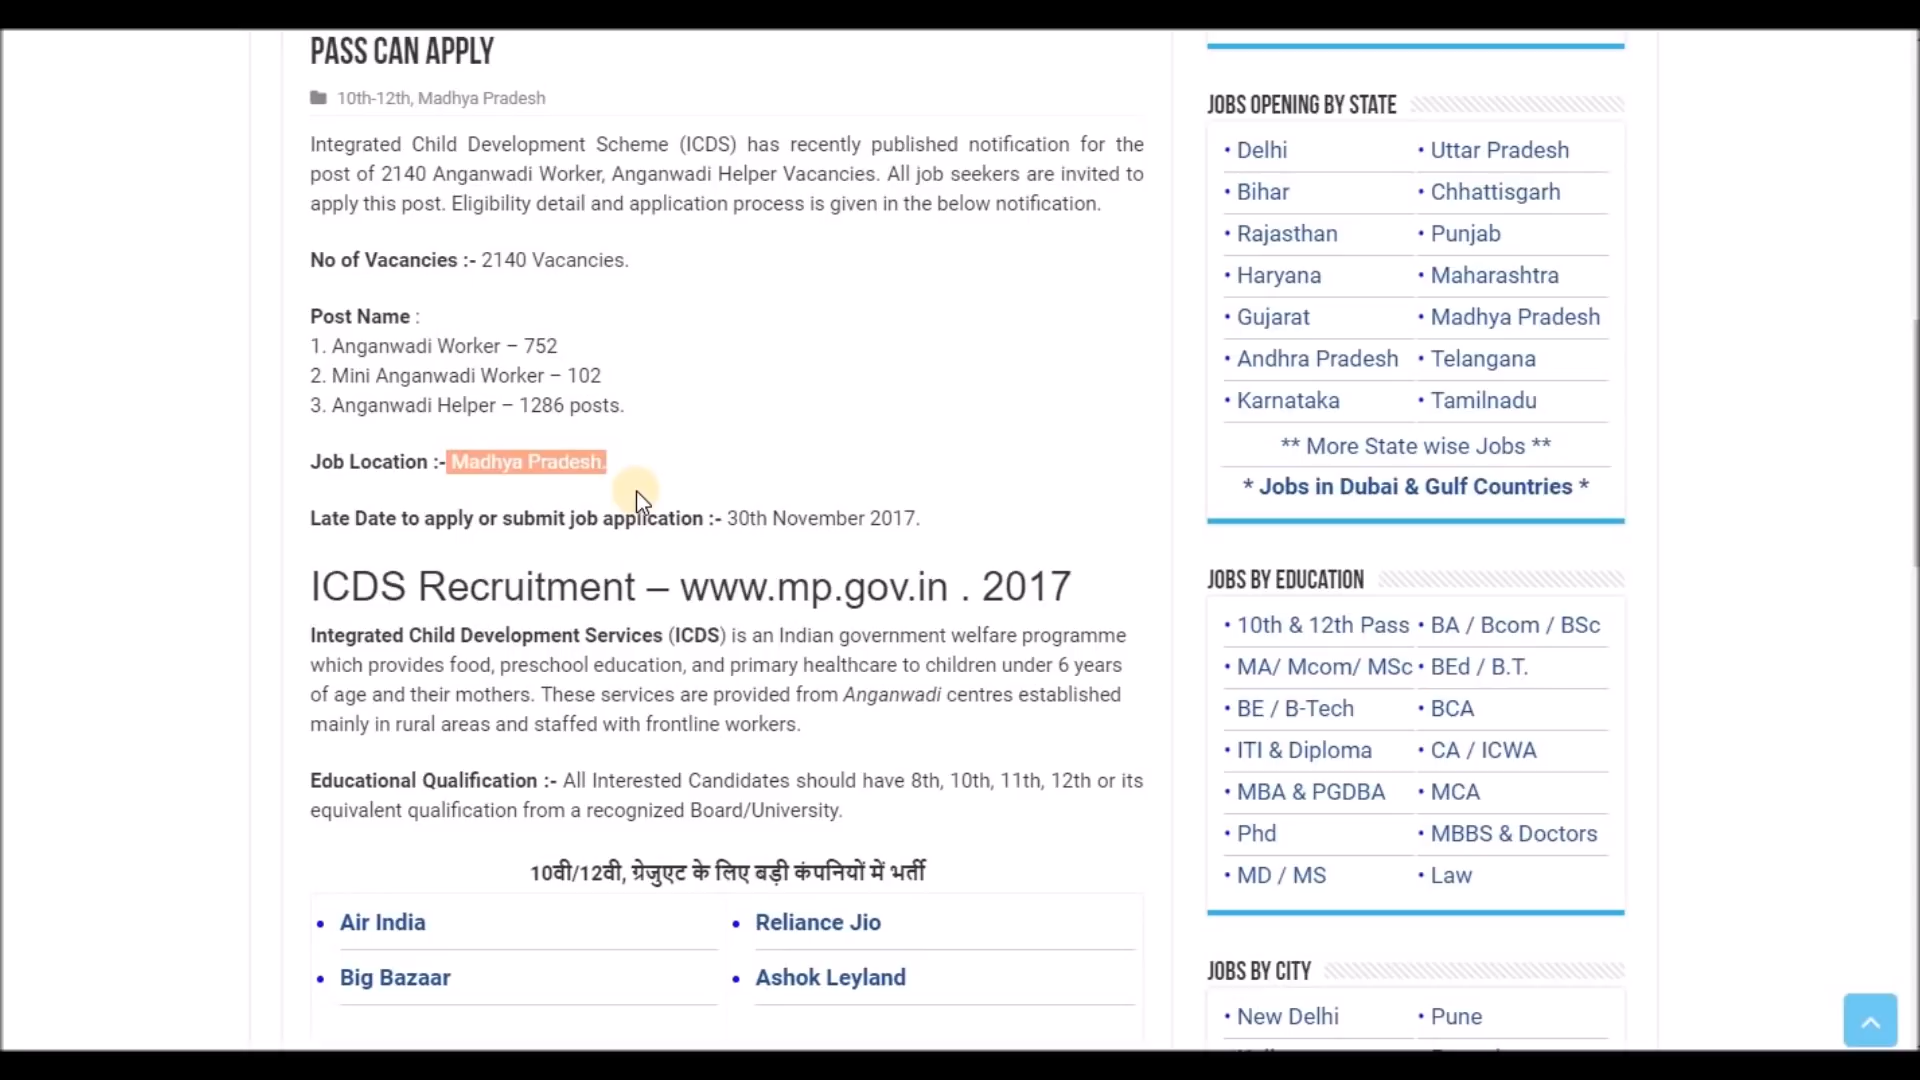 PASS CAN APPLY
10th-12th, Madhya Pradesh
Integrated Child Development Scheme (ICDS) has recently published notification for the
post of 2140 Anganwadi Worker, Anganwadi Helper Vacancies. All job seekers are invited to
apply this post. Eligibility detail and application process is given in the below notification.
No of Vacancies :- 2140 Vacancies.
Post Name :
1. Anganwadi Worker – 752
2. Mini Anganwadi Worker – 102
3. Anganwadi Helper – 1286 posts.
Job Location :- Madhya Pradesh.
Late Date to apply or submit job application :- 30th November 2017.
ICDS Recruitment – www.mp.gov.in . 2017
Integrated Child Development Services (ICDS) is an Indian government welfare programme
which provides food, preschool education, and primary healthcare to children under 6 years
of age and their mothers. These services are provided from Anganwadi centres established
mainly in rural areas and staffed with frontline workers.
Educational Qualification :- All Interested Candidates should have 8th, 10th, 11th, 12th or its
equivalent qualification from a recognized Board/University.
10वी/12वी, ग्रेजुएट के लिए बड़ी कंपनियों में भर्ती
• Air India • Reliance Jio
• Big Bazaar • Ashok Leyland
JOBS OPENING BY STATE
• Delhi • Uttar Pradesh
• Bihar • Chhattisgarh
• Rajasthan • Punjab
• Haryana • Maharashtra
• Gujarat • Madhya Pradesh
• Andhra Pradesh • Telangana
• Karnataka • Tamilnadu
** More State wise Jobs **
* Jobs in Dubai & Gulf Countries *
JOBS BY EDUCATION
• 10th & 12th Pass • BA / Bcom / BSc
• MA/ Mcom/ MSc • BEd / B.T.
• BE / B-Tech • BCA
• ITI & Diploma • CA / ICWA
• MBA & PGDBA • MCA
• Phd • MBBS & Doctors
• MD / MS • Law
JOBS BY CITY
• New Delhi • Pune